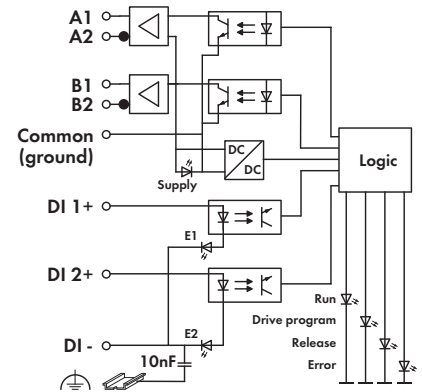 A1
A2
B1
B2
Common
(ground)
DC
DC
Supply
Logic
DI 1+
E1
DI 2+
Run
Drive program
Release
Error
E2
DI -
10nF